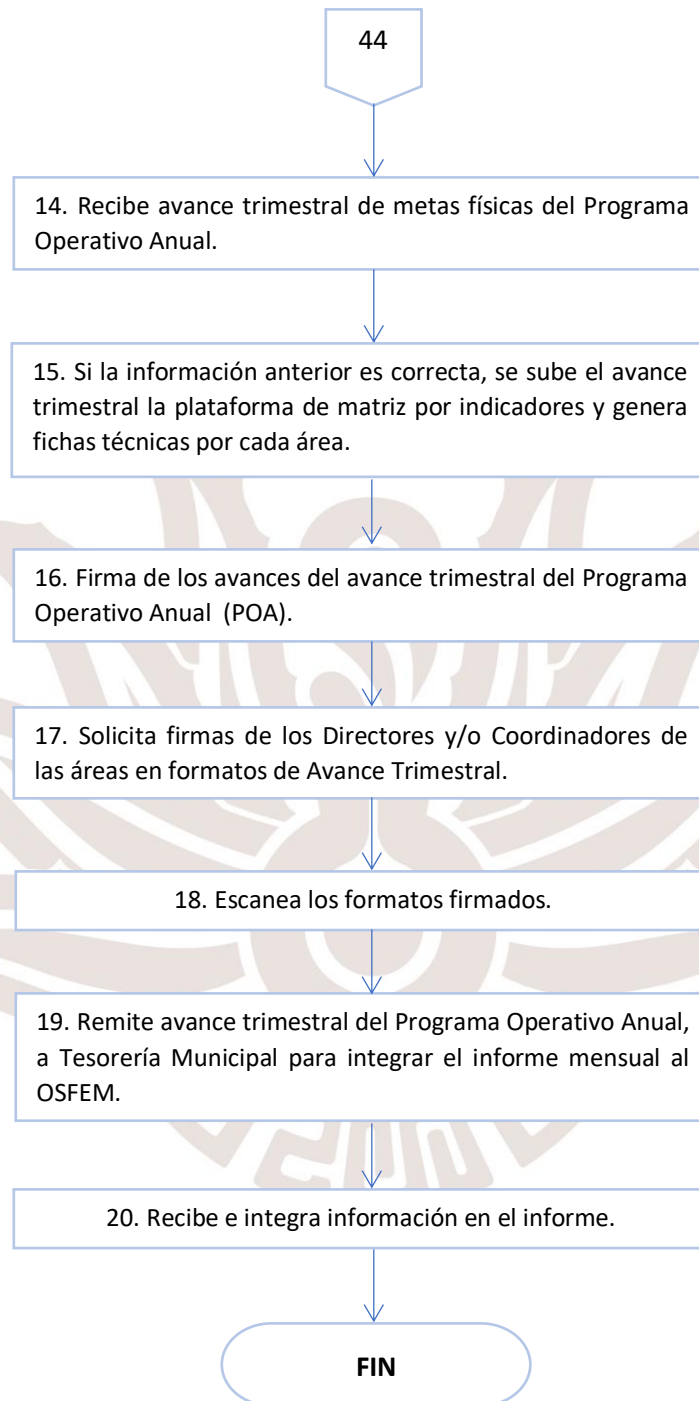 44
14. Recibe avance trimestral de metas físicas del Programa
Operativo Anual.
15. Si la información anterior es correcta, se sube el avance
trimestral la plataforma de matriz por indicadores y genera
fichas técnicas por cada área.
16. Firma de los avances del avance trimestral del Programa
Operativo Anual (POA).
17. Solicita firmas de los Directores y/o Coordinadores de
las áreas en formatos de Avance Trimestral.
18. Escanea los formatos firmados.
19. Remite avance trimestral del Programa Operativo Anual,
a Tesorería Municipal para integrar el informe mensual al
OSFEM.
20. Recibe e integra información en el informe.
FIN